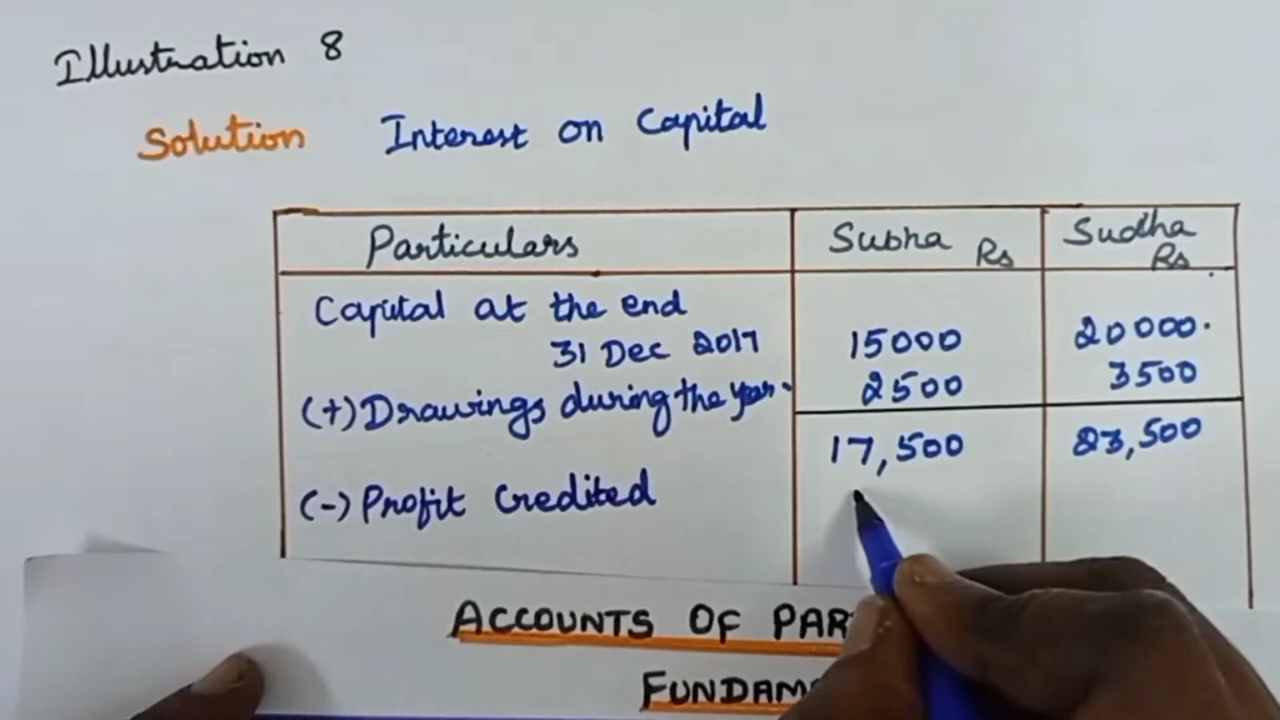 Illustration 8
Solution Interest on Capital
Particulars Subha Rs Sudha Rs.
Capital at the end
31 Dec 2017 15000 20000.
(+) Drawings during the year. 2500 3500
17,500 23,500
(-) Profit Credited
ACCOUNTS OF PAR
FUNDAM